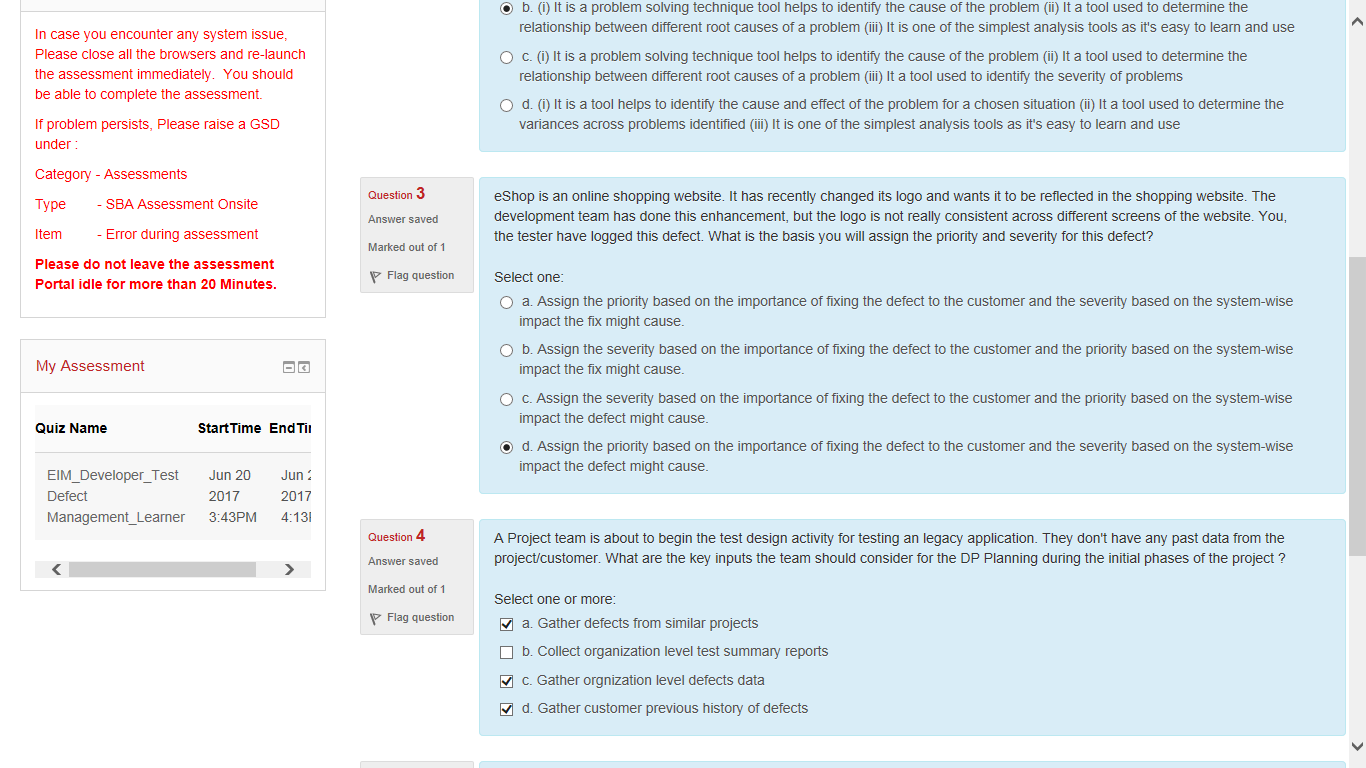 In case you encounter any system issue,
Please close all the browsers and re-launch
the assessment immediately. You should
be able to complete the assessment.
If problem persists, Please raise a GSD
under :
Category - Assessments
Type - SBA Assessment Onsite
Item - Error during assessment
Please do not leave the assessment
Portal idle for more than 20 Minutes.
My Assessment
Quiz Name StartTime EndTi
EIM_Developer_Test Jun 20 Jun
Defect 2017 2017
Management_Learner 3:43PM 4:13
b. (i) It is a problem solving technique tool helps to identify the cause of the problem (ii) It a tool used to determine the
relationship between different root causes of a problem (iii) It is one of the simplest analysis tools as it's easy to learn and use
c. (i) It is a problem solving technique tool helps to identify the cause of the problem (ii) It a tool used to determine the
relationship between different root causes of a problem (iii) It a tool used to identify the severity of problems
d. (i) It is a tool helps to identify the cause and effect of the problem for a chosen situation (ii) It a tool used to determine the
variances across problems identified (iii) It is one of the simplest analysis tools as it's easy to learn and use
Question 3
Answer saved
Marked out of 1
Flag question
eShop is an online shopping website. It has recently changed its logo and wants it to be reflected in the shopping website. The
development team has done this enhancement, but the logo is not really consistent across different screens of the website. You,
the tester have logged this defect. What is the basis you will assign the priority and severity for this defect?
Select one:
a. Assign the priority based on the importance of fixing the defect to the customer and the severity based on the system-wise
impact the fix might cause.
b. Assign the severity based on the importance of fixing the defect to the customer and the priority based on the system-wise
impact the fix might cause.
c. Assign the severity based on the importance of fixing the defect to the customer and the priority based on the system-wise
impact the defect might cause.
d. Assign the priority based on the importance of fixing the defect to the customer and the severity based on the system-wise
impact the defect might cause.
Question 4
Answer saved
Marked out of 1
Flag question
A Project team is about to begin the test design activity for testing an legacy application. They don't have any past data from the
project/customer. What are the key inputs the team should consider for the DP Planning during the initial phases of the project ?
Select one or more:
a. Gather defects from similar projects
b. Collect organization level test summary reports
c. Gather orgnization level defects data
d. Gather customer previous history of defects